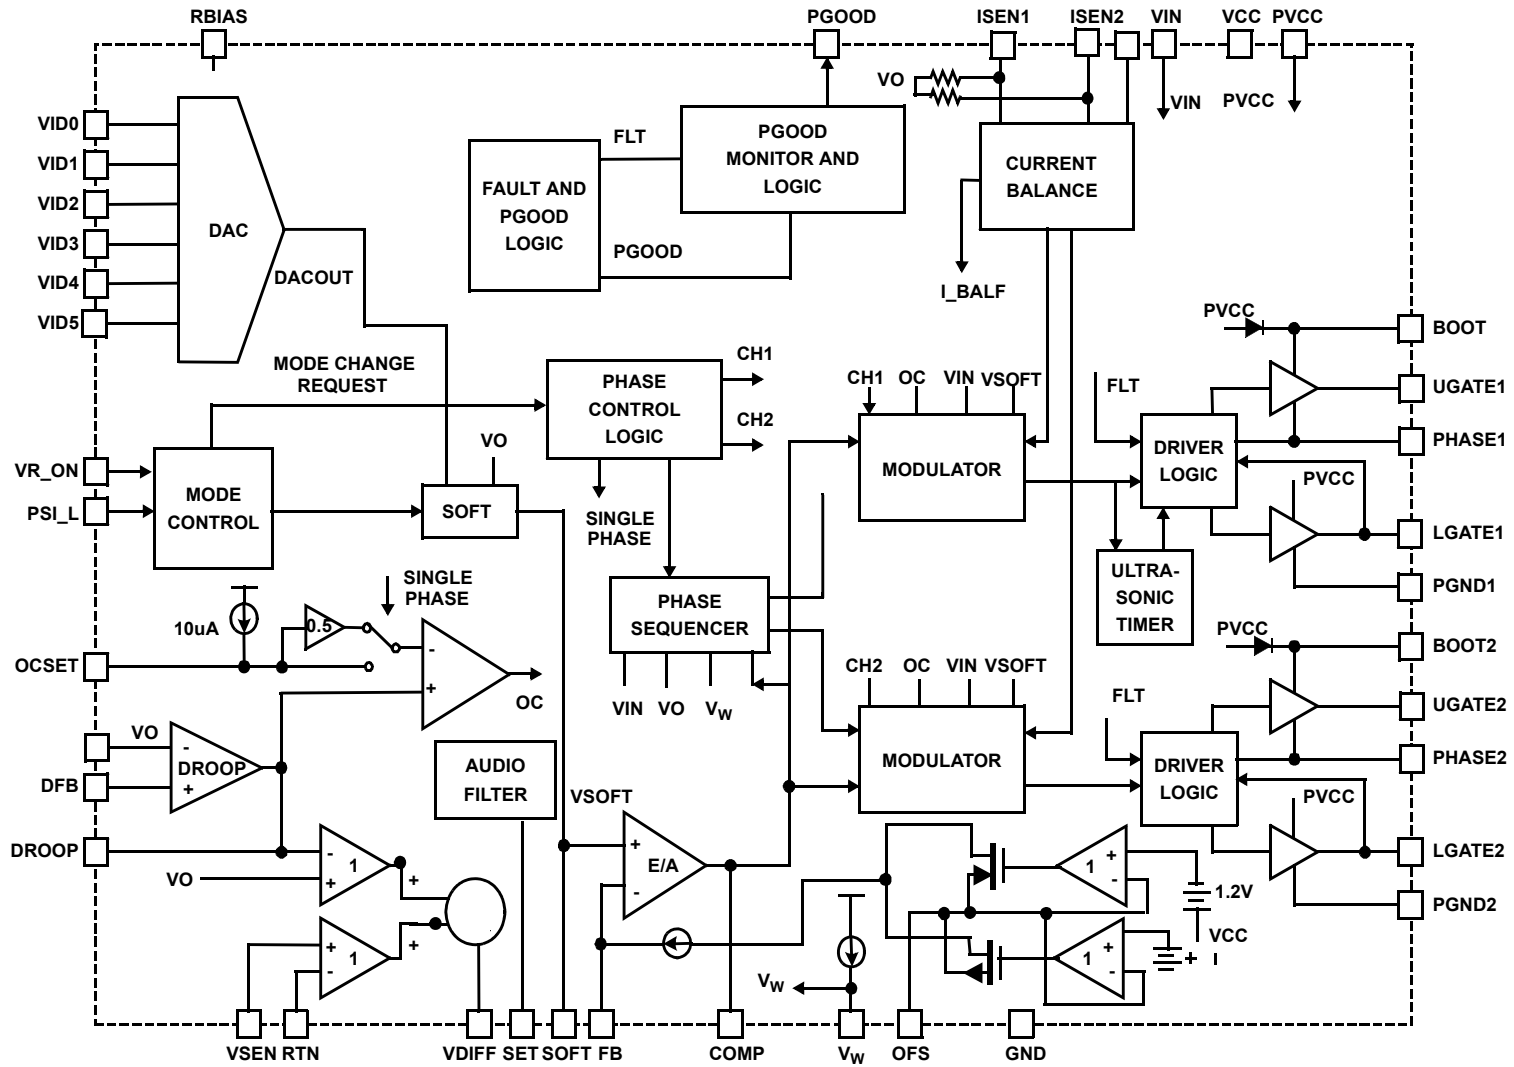 RBIAS
PGOOD
ISEN1
ISEN2
VIN
VCC
PVCC
VO
VIN
PVCC
VID0
VID1
VID2
VID3
VID4
VID5
DAC
DACOUT
FAULT AND
PGOOD
LOGIC
FLT
PGOOD
PGOOD
MONITOR AND
LOGIC
CURRENT
BALANCE
I_BALF
MODE CHANGE
REQUEST
PHASE
CONTROL
LOGIC
CH1
CH2
SINGLE
PHASE
VR_ON
PSI_L
MODE
CONTROL
VO
SOFT
CH1
OC
VIN
VSOFT
MODULATOR
FLT
DRIVER
LOGIC
PVCC
BOOT
UGATE1
PHASE1
PVCC
LGATE1
PGND1
ULTRA-
SONIC
TIMER
PHASE
SEQUENCER
VIN
VO
VW
10uA
0.5
SINGLE
PHASE
OCSET
-
+
OC
VO
-
DROOP
+
DFB
DROOP
AUDIO
FILTER
CH2
OC
VIN
VSOFT
MODULATOR
FLT
DRIVER
LOGIC
PVCC
BOOT2
UGATE2
PHASE2
PVCC
LGATE2
PGND2
VSOFT
+
E/A
-
-
1
+
VO
+
+
+
1
-
+
1
-
1.2V
VCC
+
1
-
+
VW
VSEN
RTN
VDIFF
SET
SOFT
FB
COMP
VW
OFS
GND